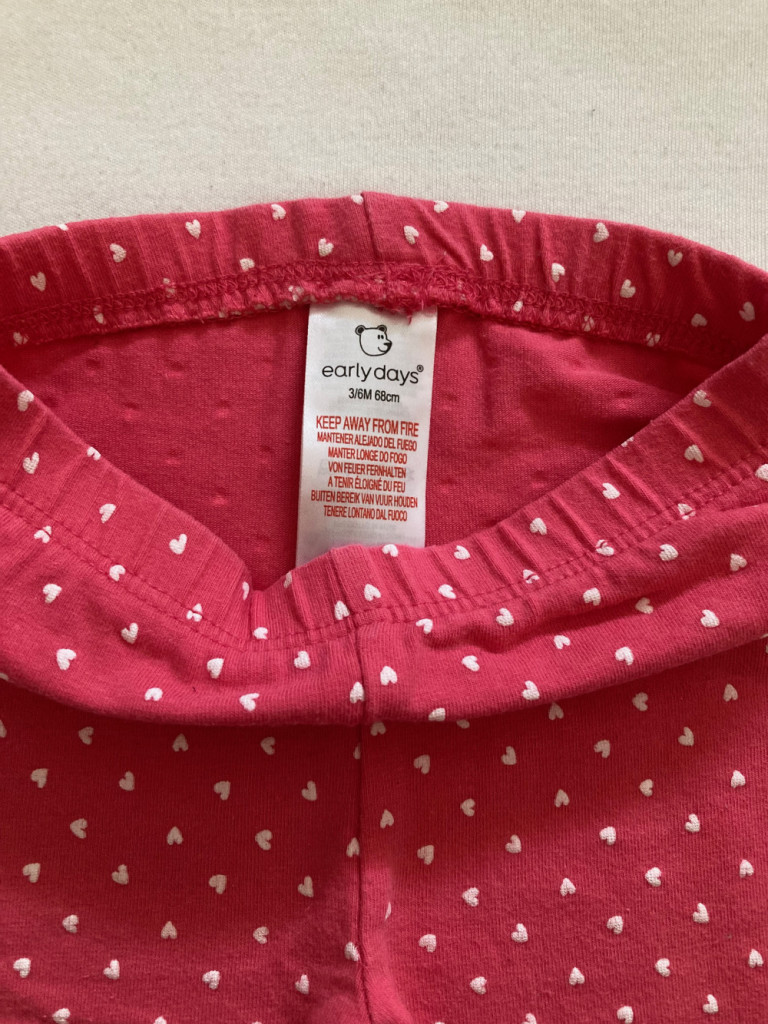 early days®
3/6M 68cm
KEEP AWAY FROM FIRE
MANTENER ALEJADO DEL FUEGO
MANTER LONGE DO FOGO
VON FEUER FERNHALTEN
A TENIR ÉLOIGNÉ DU FEU
BUITEN BEREIK VAN VUUR HOUDEN
TENERE LONTANO DAL FUOCO